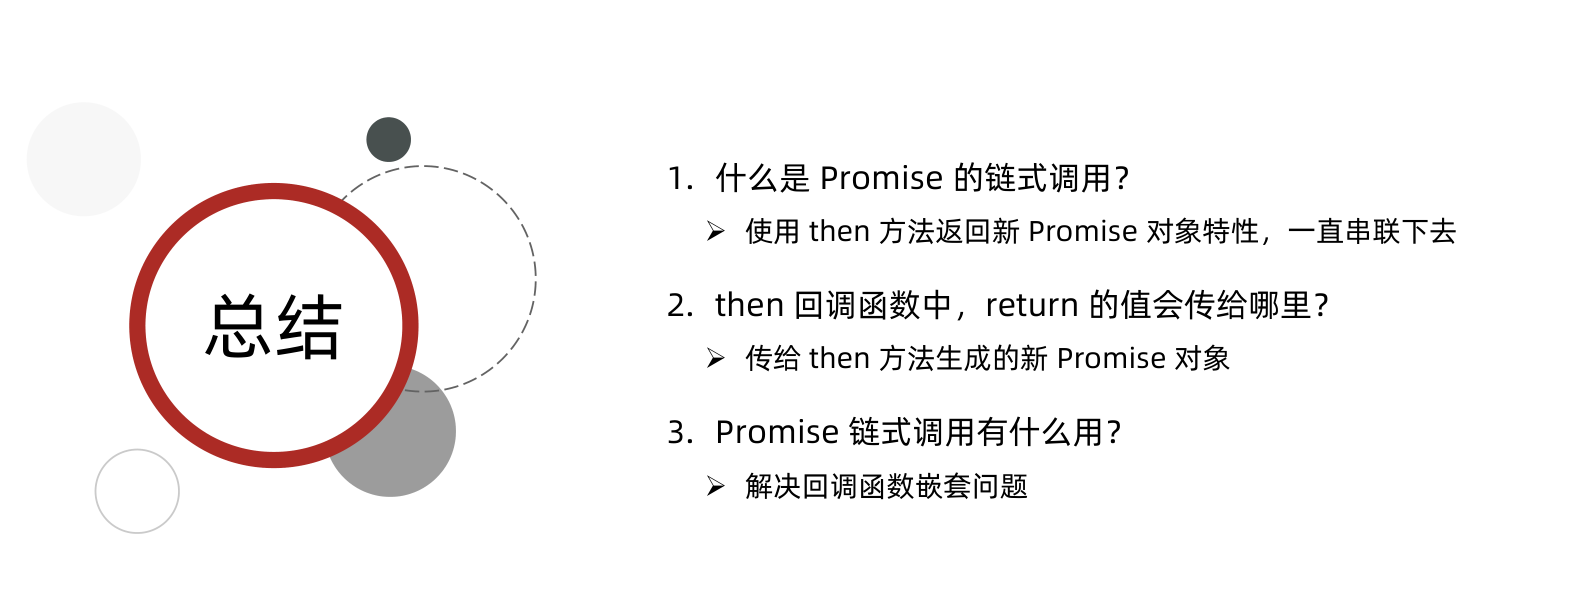 总结
1. 什么是 Promise 的链式调用？
➢ 使用 then 方法返回新 Promise 对象特性，一直串联下去
2. then 回调函数中，return 的值会传给哪里？
➢ 传给 then 方法生成的新 Promise 对象
3. Promise 链式调用有什么用？
➢ 解决回调函数嵌套问题